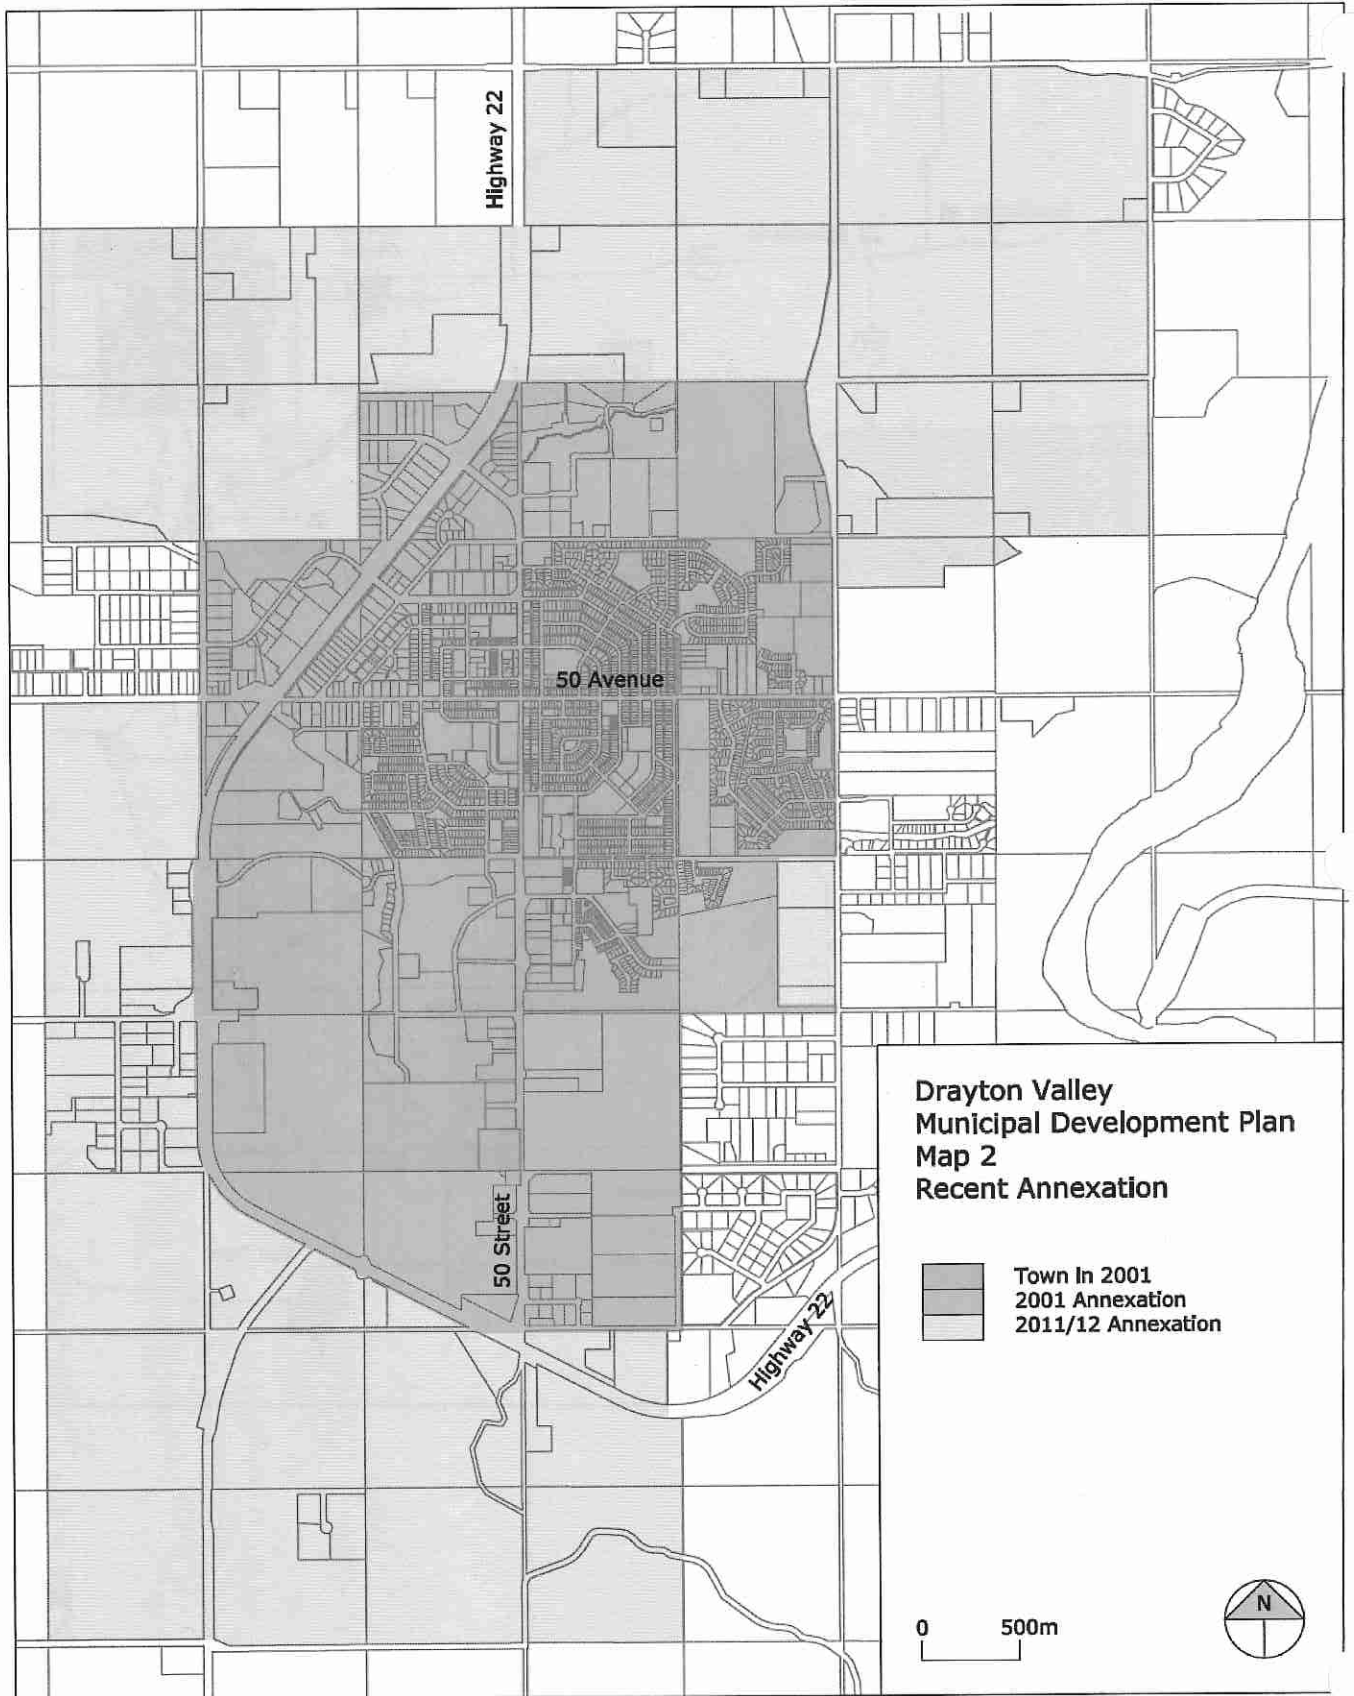 Highway 22
50 Avenue
50 Street
Highway 22
Drayton Valley
Municipal Development Plan
Map 2
Recent Annexation
Town In 2001
2001 Annexation
2011/12 Annexation
N
0 500m